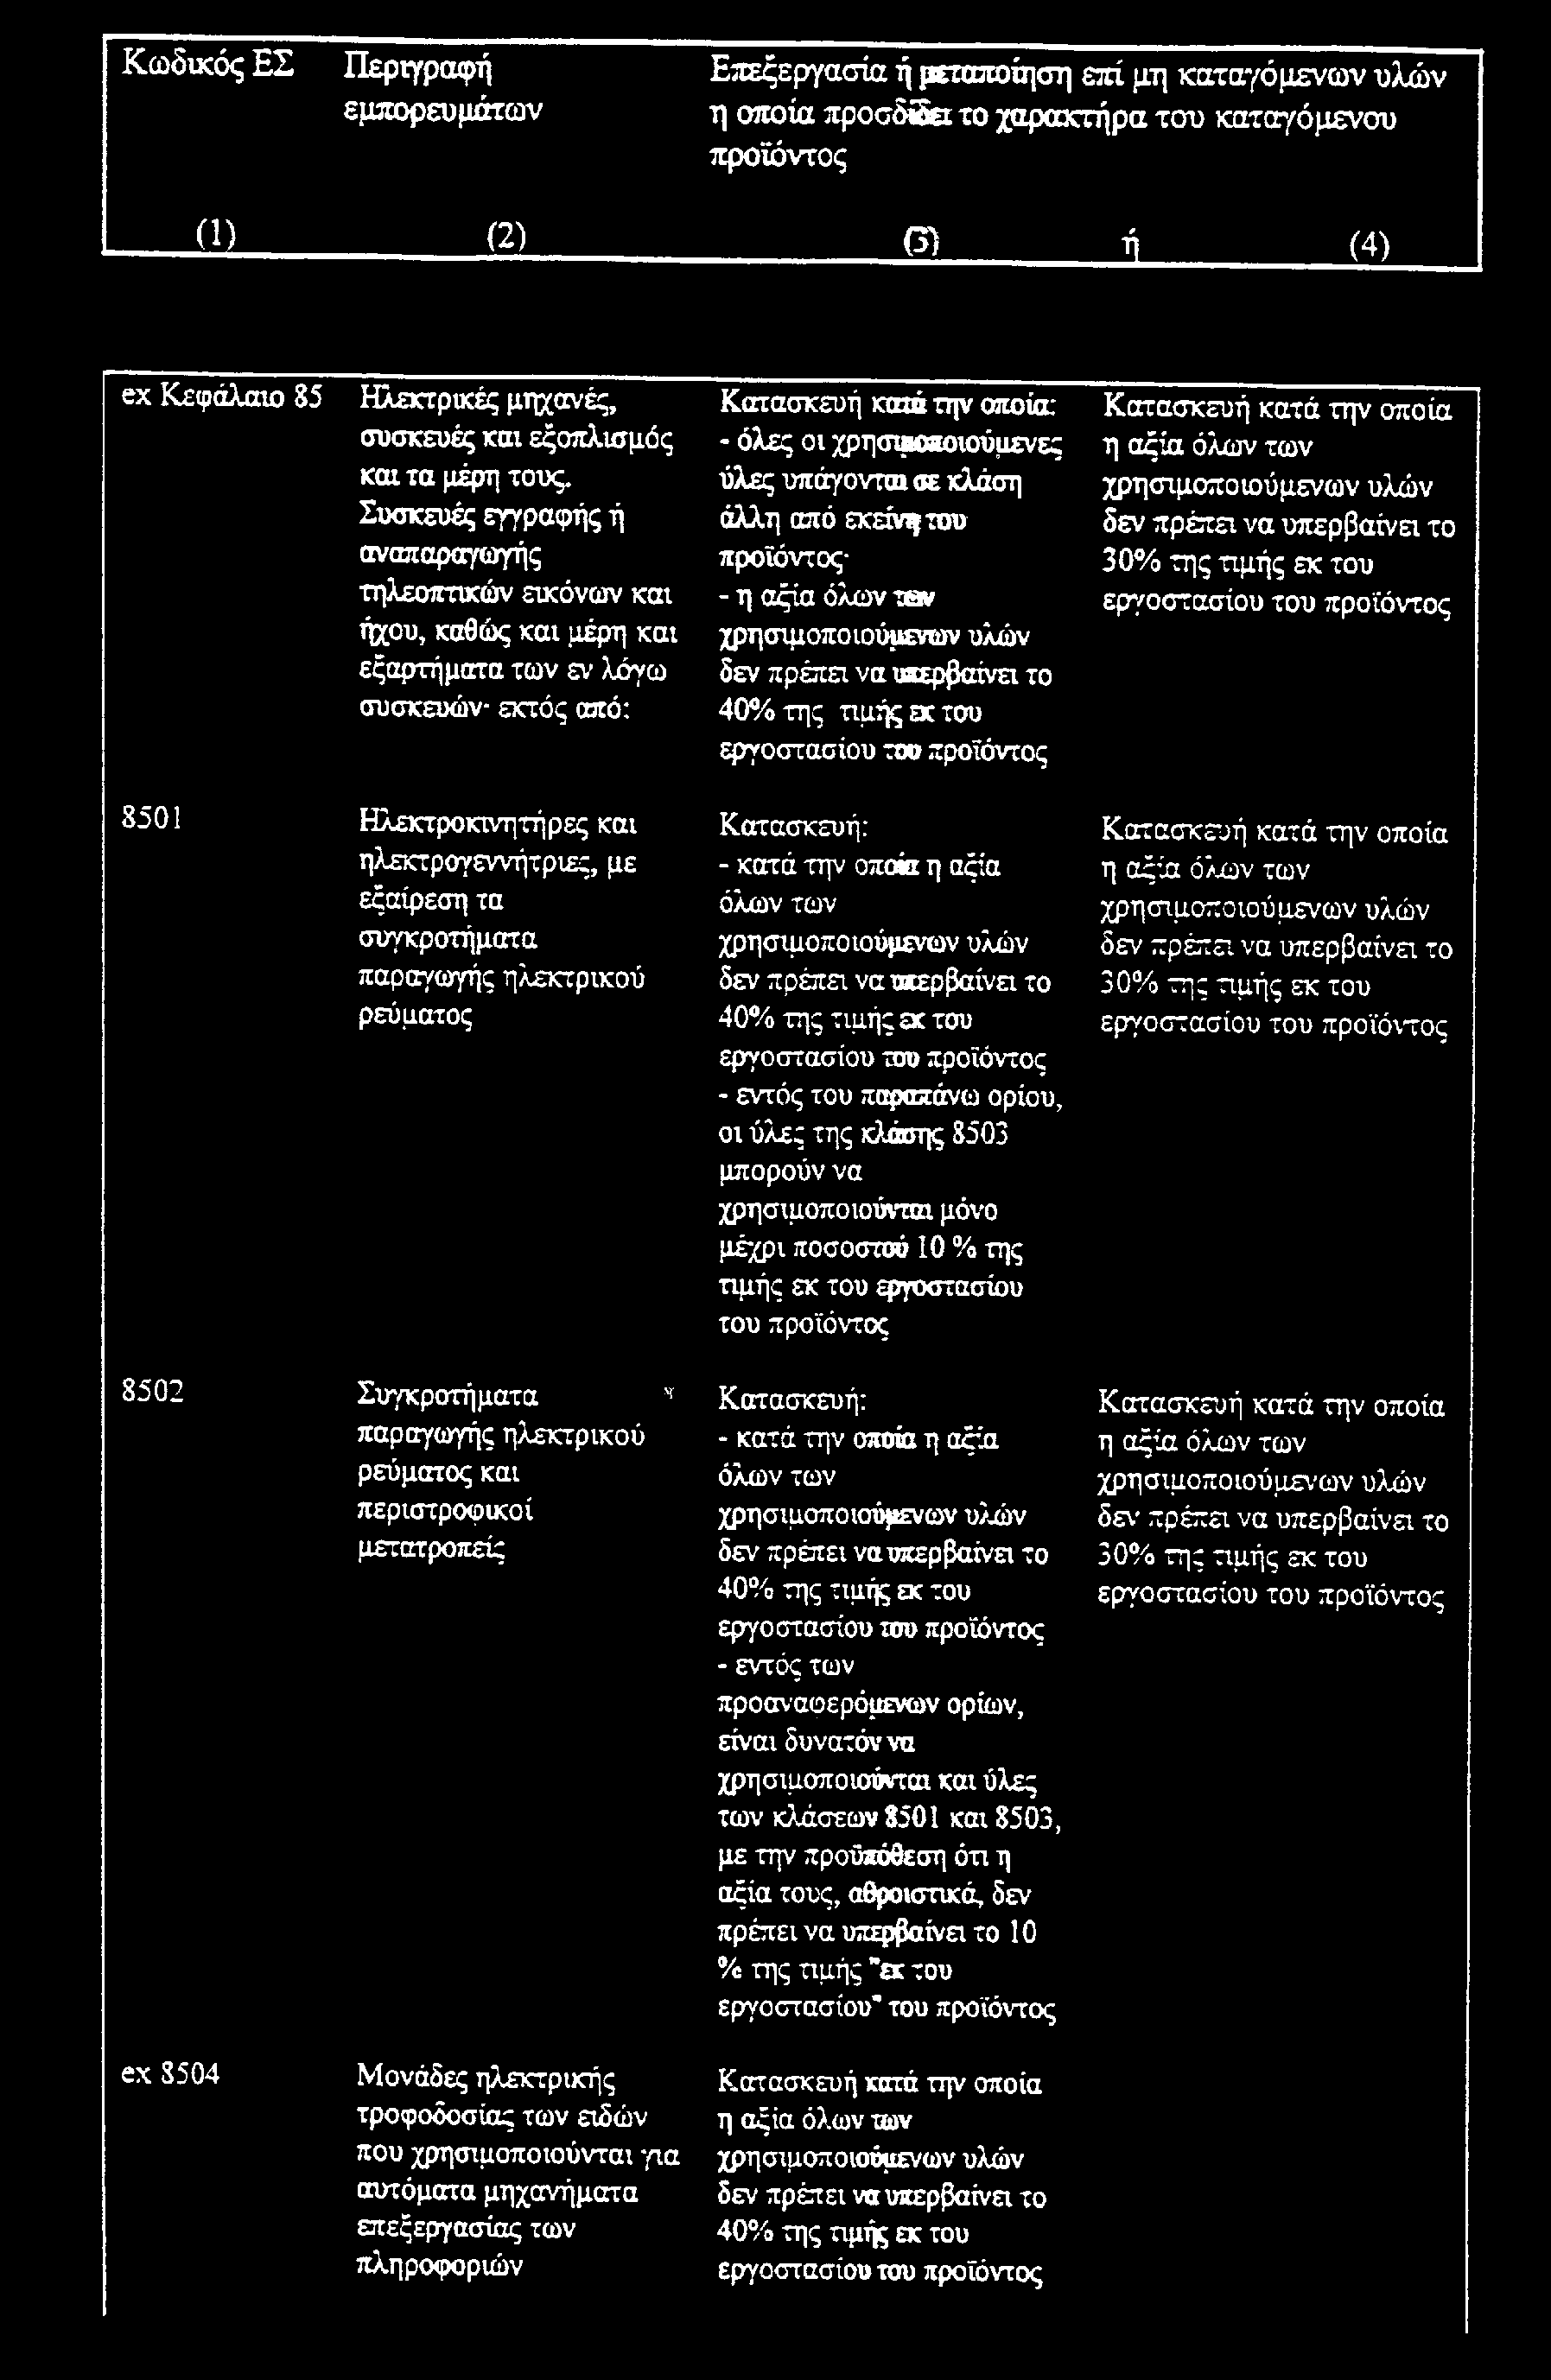 Κωδικός ΕΣ
Περιγραφή
εμπορευμάτων
Επεξεργασία ή μεταποίηση επί μη καταγόμενων υλών
η οποία προσδίδει το χαρακτήρα του καταγόμενου
προϊόντος
(1)
(2)
(3)
ή
(4)
ex Κεφάλαιο 85
Ηλεκτρικές μηχανές,
συσκευές και εξοπλισμός
και τα μέρη τους.
Συσκευές εγγραφής ή
αναπαραγωγής
τηλεοπτικών εικόνων και
ήχου, καθώς και μέρη και
εξαρτήματα των εν λόγω
συσκευών· εκτός από:
Κατασκευή κατά την οποία:
- όλες οι χρησιμοποιούμενες
ύλες υπάγονται σε κλάση
άλλη από εκείνη του
προϊόντος·
- η αξία όλων των
χρησιμοποιούμενων υλών
δεν πρέπει να υπερβαίνει το
40% της τιμής εκ του
εργοστασίου του προϊόντος
Κατασκευή κατά την οποία
η αξία όλων των
χρησιμοποιούμενων υλών
δεν πρέπει να υπερβαίνει το
30% της τιμής εκ του
εργοστασίου του προϊόντος
8501
Ηλεκτροκινητήρες και
ηλεκτρογεννήτριες, με
εξαίρεση τα
συγκροτήματα
παραγωγής ηλεκτρικού
ρεύματος
Κατασκευή:
- κατά την οποία η αξία
όλων των
χρησιμοποιούμενων υλών
δεν πρέπει να υπερβαίνει το
40% της τιμής εκ του
εργοστασίου του προϊόντος
- εντός του παραπάνω ορίου,
οι ύλες της κλάσης 8503
μπορούν να
χρησιμοποιούνται μόνο
μέχρι ποσοστού 10 % της
τιμής εκ του εργοστασίου
του προϊόντος
Κατασκευή κατά την οποία
η αξία όλων των
χρησιμοποιούμενων υλών
δεν πρέπει να υπερβαίνει το
30% της τιμής εκ του
εργοστασίου του προϊόντος
8502
Συγκροτήματα
παραγωγής ηλεκτρικού
ρεύματος και
περιστροφικοί
μετατροπείς
Κατασκευή:
- κατά την οποία η αξία
όλων των
χρησιμοποιούμενων υλών
δεν πρέπει να υπερβαίνει το
40% της τιμής εκ του
εργοστασίου του προϊόντος
- εντός των
προαναφερόμενων ορίων,
είναι δυνατόν να
χρησιμοποιούνται και ύλες
των κλάσεων 8501 και 8503,
με την προϋπόθεση ότι η
αξία τους, αθροιστικά, δεν
πρέπει να υπερβαίνει το 10
% της τιμής "εκ του
εργοστασίου" του προϊόντος
Κατασκευή κατά την οποία
η αξία όλων των
χρησιμοποιούμενων υλών
δεν πρέπει να υπερβαίνει το
30% της τιμής εκ του
εργοστασίου του προϊόντος
ex 8504
Μονάδες ηλεκτρικής
τροφοδοσίας των ειδών
που χρησιμοποιούνται για
αυτόματα μηχανήματα
επεξεργασίας των
πληροφοριών
Κατασκευή κατά την οποία
η αξία όλων των
χρησιμοποιούμενων υλών
δεν πρέπει να υπερβαίνει το
40% της τιμής εκ του
εργοστασίου του προϊόντος